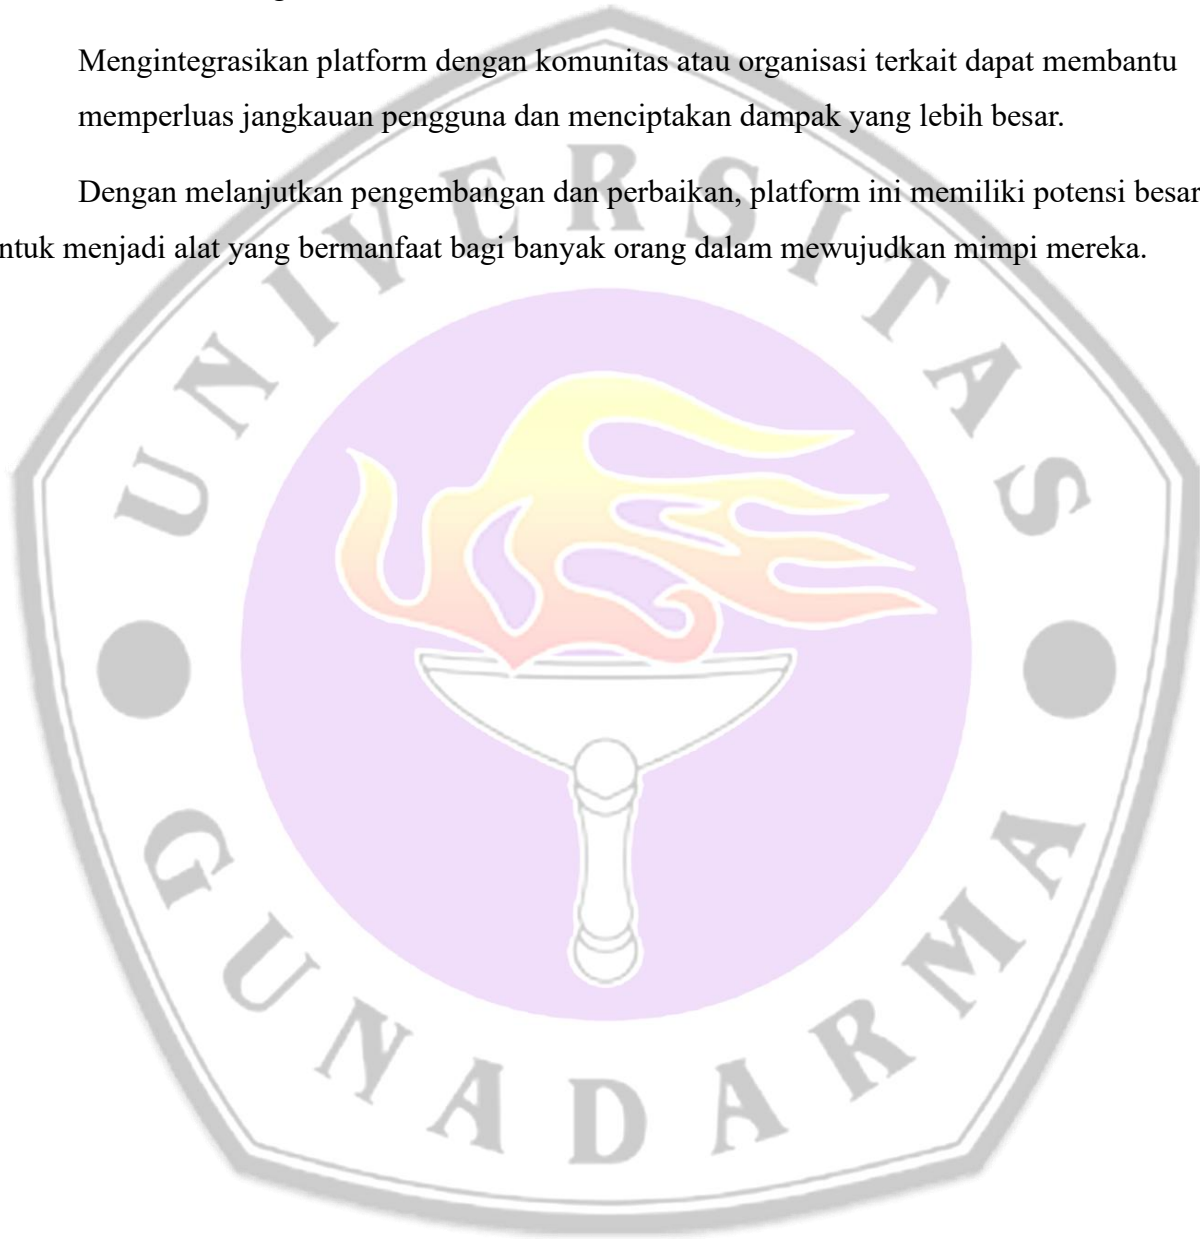 Mengintegrasikan platform dengan komunitas atau organisasi terkait dapat membantu
memperluas jangkauan pengguna dan menciptakan dampak yang lebih besar.
Dengan melanjutkan pengembangan dan perbaikan, platform ini memiliki potensi besar
ntuk menjadi alat yang bermanfaat bagi banyak orang dalam mewujudkan mimpi mereka.
UNIVERSITAS
GUNADARMA